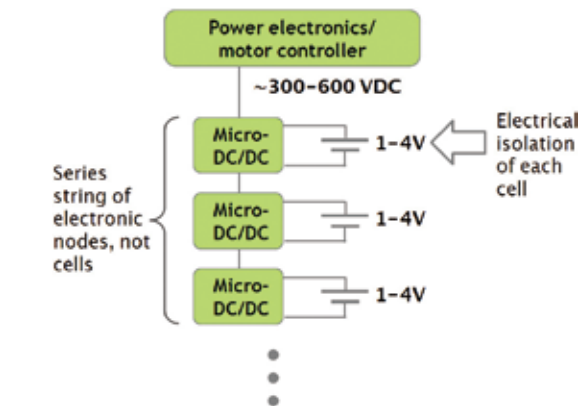 Power electronics/
motor controller
~300–600 VDC
Micro-
DC/DC
1–4V
Electrical
isolation
of each
cell
Series
string of
electronic
nodes, not
cells
Micro-
DC/DC
1–4V
Micro-
DC/DC
1–4V